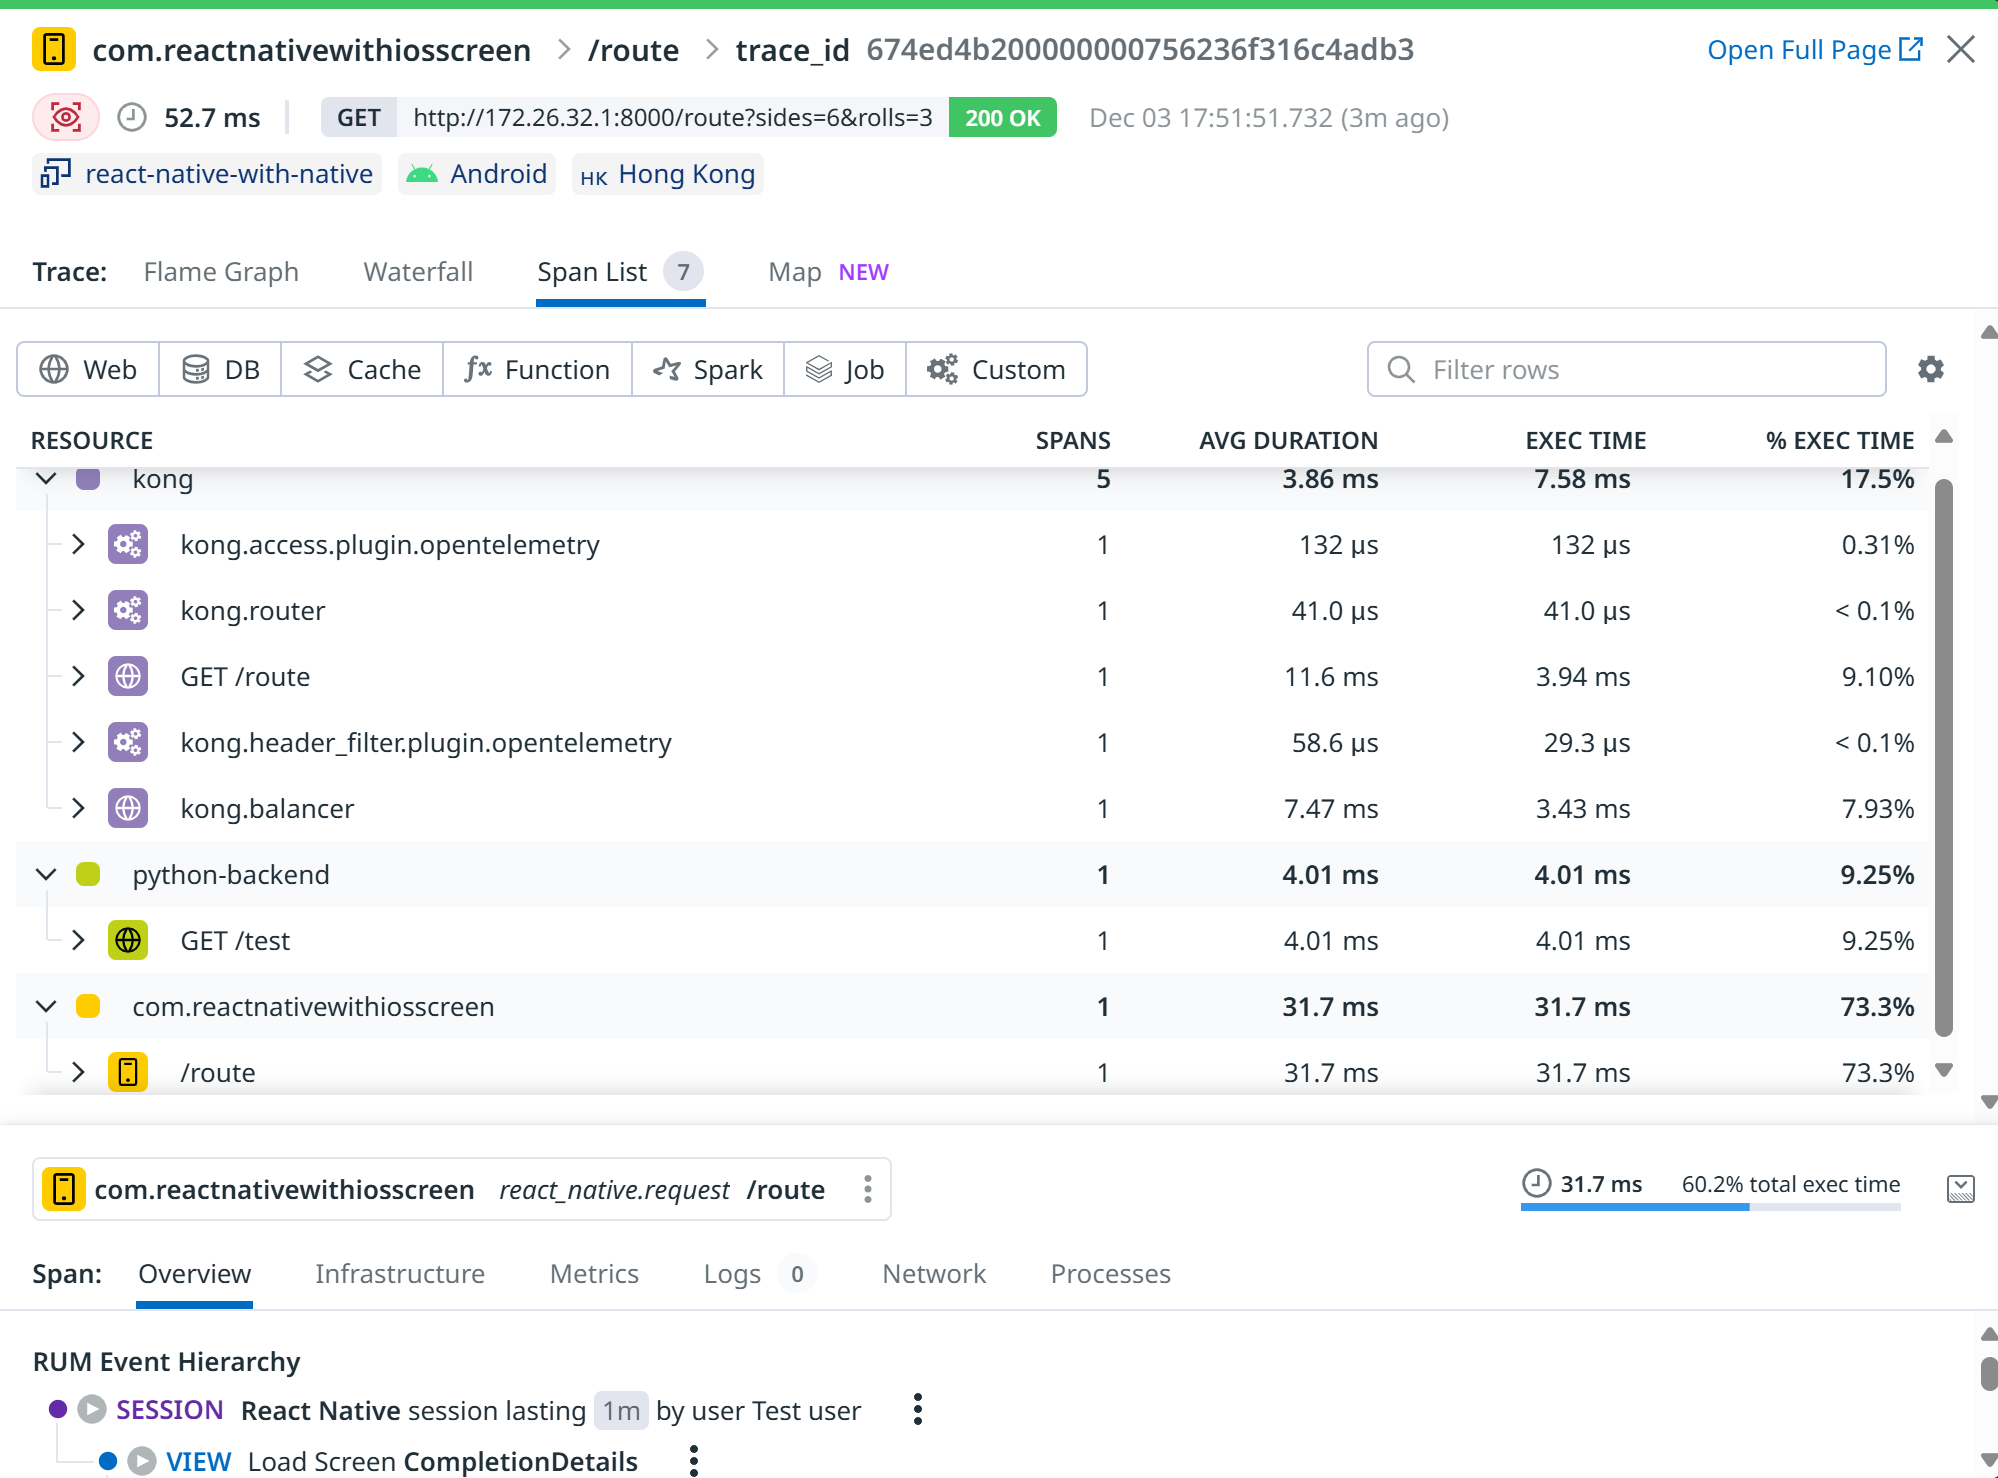 com.reactnativewithiosscreen /route trace_id 674ed4b200000000756236f316c4adb3 Open Full Page
52.7 ms GET http://172.26.32.1:8000/route?sides=6&rolls=3 200 OK Dec 03 17:51:51.732 (3m ago)
react-native-with-native Android HK Hong Kong
Trace: Flame Graph Waterfall Span List 7 Map NEW
Web DB Cache fx Function Spark Job Custom Filter rows
RESOURCE SPANS AVG DURATION EXEC TIME % EXEC TIME
kong 5 3.86 ms 7.58 ms 17.5%
kong.access.plugin.opentelemetry 1 132 µs 132 µs 0.31%
kong.router 1 41.0 µs 41.0 µs < 0.1%
GET /route 1 11.6 ms 3.94 ms 9.10%
kong.header_filter.plugin.opentelemetry 1 58.6 µs 29.3 µs < 0.1%
kong.balancer 1 7.47 ms 3.43 ms 7.93%
python-backend 1 4.01 ms 4.01 ms 9.25%
GET /test 1 4.01 ms 4.01 ms 9.25%
com.reactnativewithiosscreen 1 31.7 ms 31.7 ms 73.3%
/route 1 31.7 ms 31.7 ms 73.3%
com.reactnativewithiosscreen react_native.request /route 31.7 ms 60.2% total exec time
Span: Overview Infrastructure Metrics Logs 0 Network Processes
RUM Event Hierarchy
SESSION React Native session lasting 1m by user Test user
VIEW Load Screen CompletionDetails